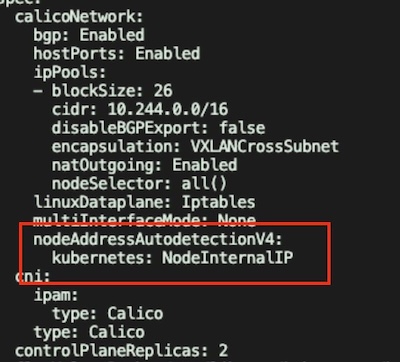 spec:
calicoNetwork:
bgp: Enabled
hostPorts: Enabled
ipPools:
- blockSize: 26
cidr: 10.244.0.0/16
disableBGPExport: false
encapsulation: VXLANCrossSubnet
natOutgoing: Enabled
nodeSelector: all()
linuxDataplane: Iptables
multiInterfaceMode: None
nodeAddressAutodetectionV4:
kubernetes: NodeInternalIP
cni:
ipam:
type: Calico
type: Calico
controlPlaneReplicas: 2